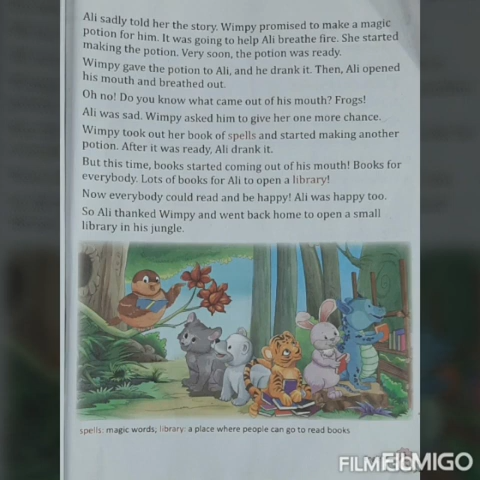 Ali sadly told her the story. Wimpy promised to make a magic
potion for him. It was going to help Ali breathe fire. She started
making the potion. Very soon, the potion was ready.
Wimpy gave the potion to Ali, and he drank it. Then, Ali opened
his mouth and breathed out.
Oh no! Do you know what came out of his mouth? Frogs!
Ali was sad. Wimpy asked him to give her one more chance.
Wimpy took out her book of spells and started making another
potion. After it was ready, Ali drank it.
But this time, books started coming out of his mouth! Books for
everybody. Lots of books for Ali to open a library!
Now everybody could read and be happy! Ali was happy too.
So Ali thanked Wimpy and went back home to open a small
library in his jungle.
spells: magic words; library: a place where people can go to read books
FILMIGO